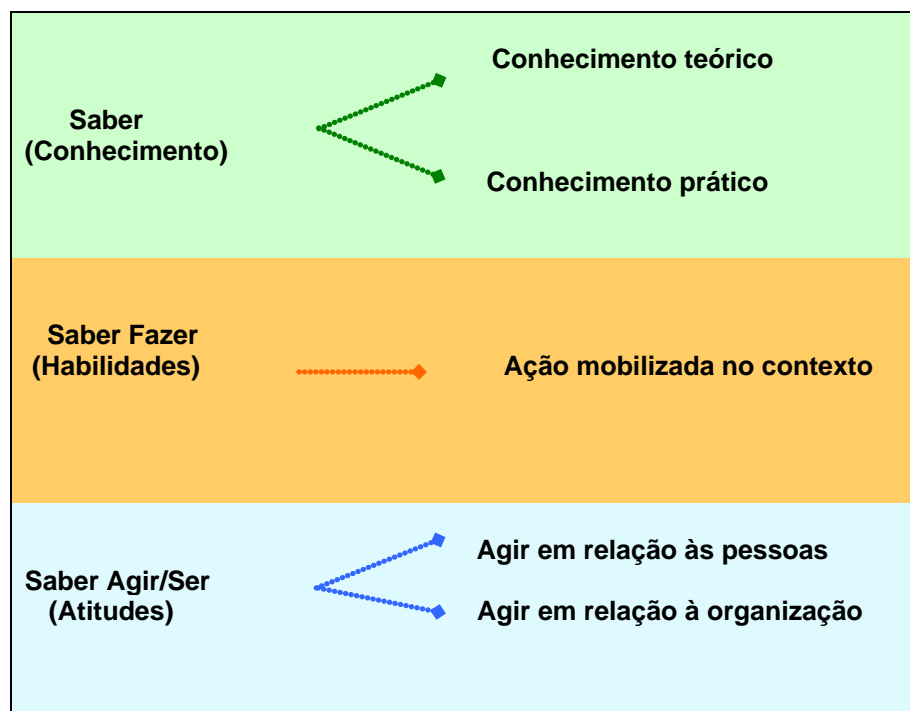 Conhecimento teórico
Saber
(Conhecimento)
Conhecimento prático
Saber Fazer
(Habilidades)
Ação mobilizada no contexto
Agir em relação às pessoas
Saber Agir/Ser
(Atitudes)
Agir em relação à organização